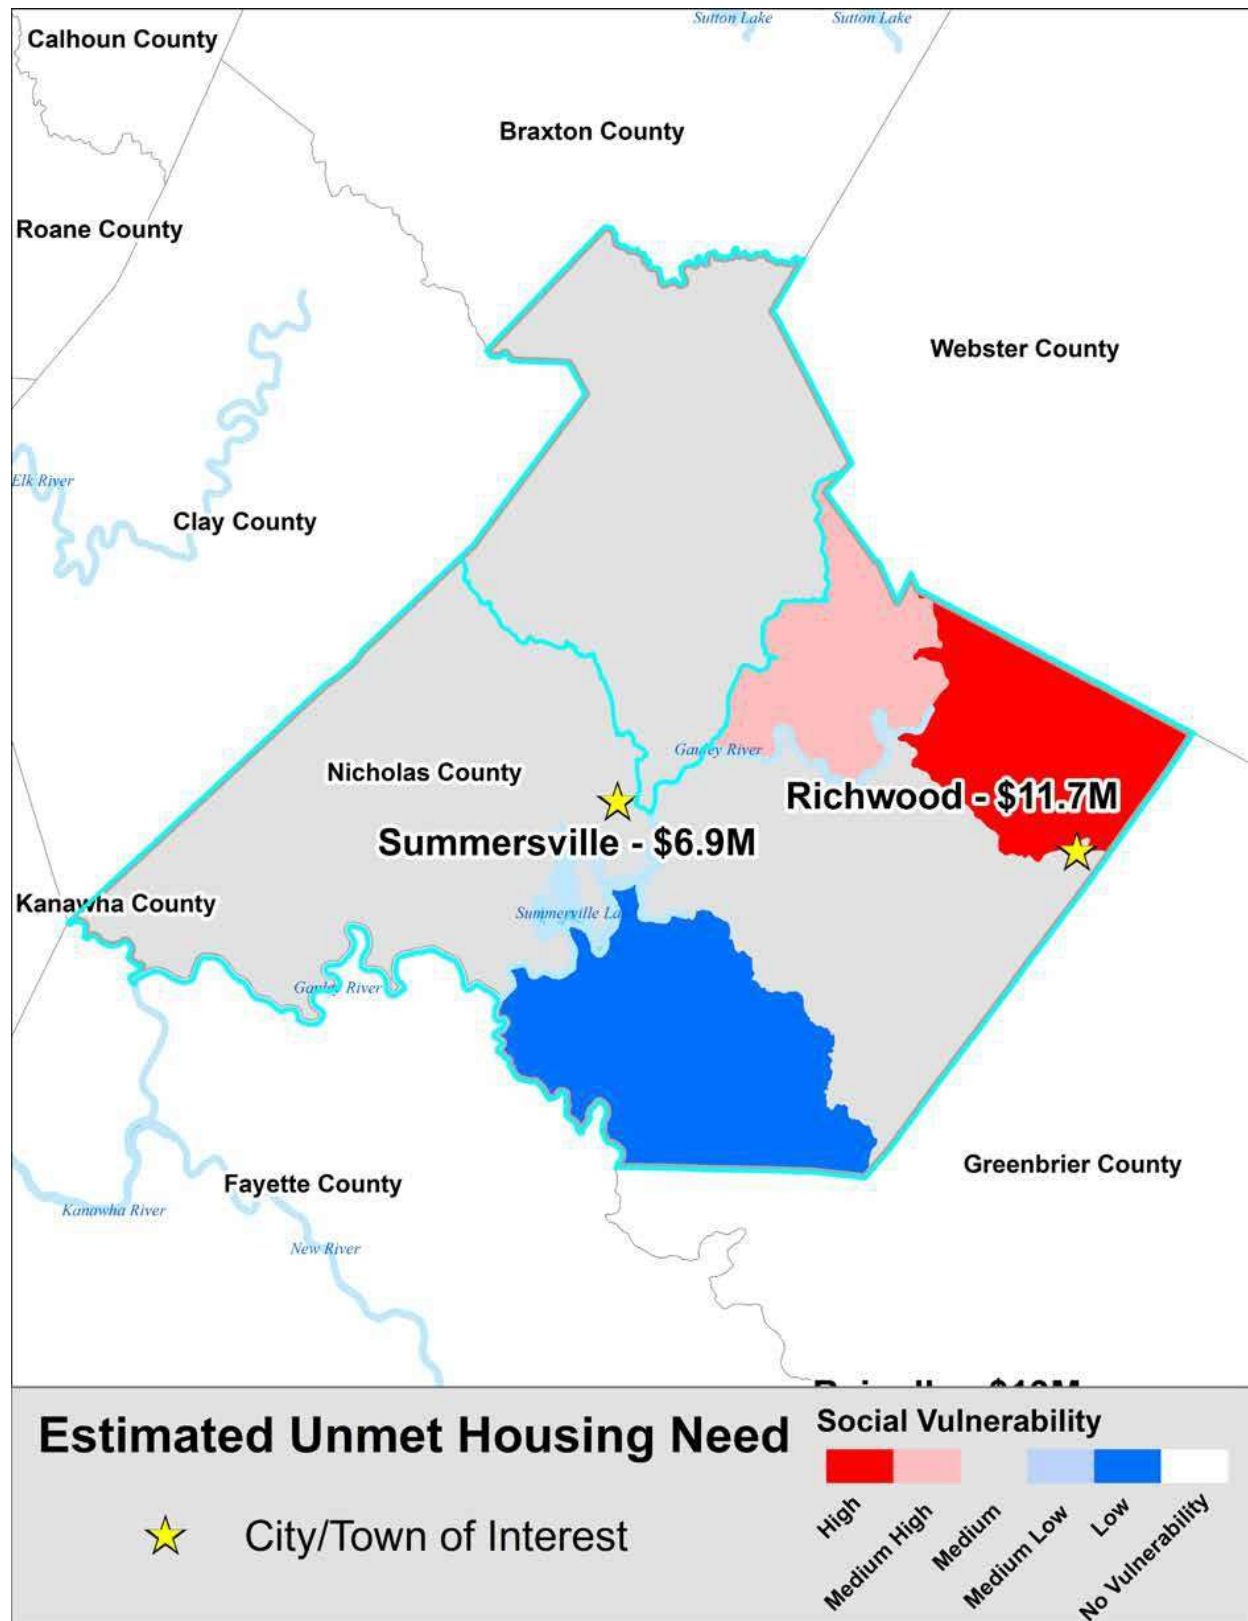 Sutton Lake
Sutton Lake
Calhoun County
Braxton County
Roane County
Webster County
Elk River
Clay County
Gauley River
Nicholas County
Richwood - $11.7M
Summersville - $6.9M
Kanawha County
Summerville La
Gauley River
Greenbrier County
Fayette County
Kanawha River
New River
Estimated Unmet Housing Need
City/Town of Interest
Social Vulnerability
High
Medium High
Medium
Medium Low
Low
No Vulnerability